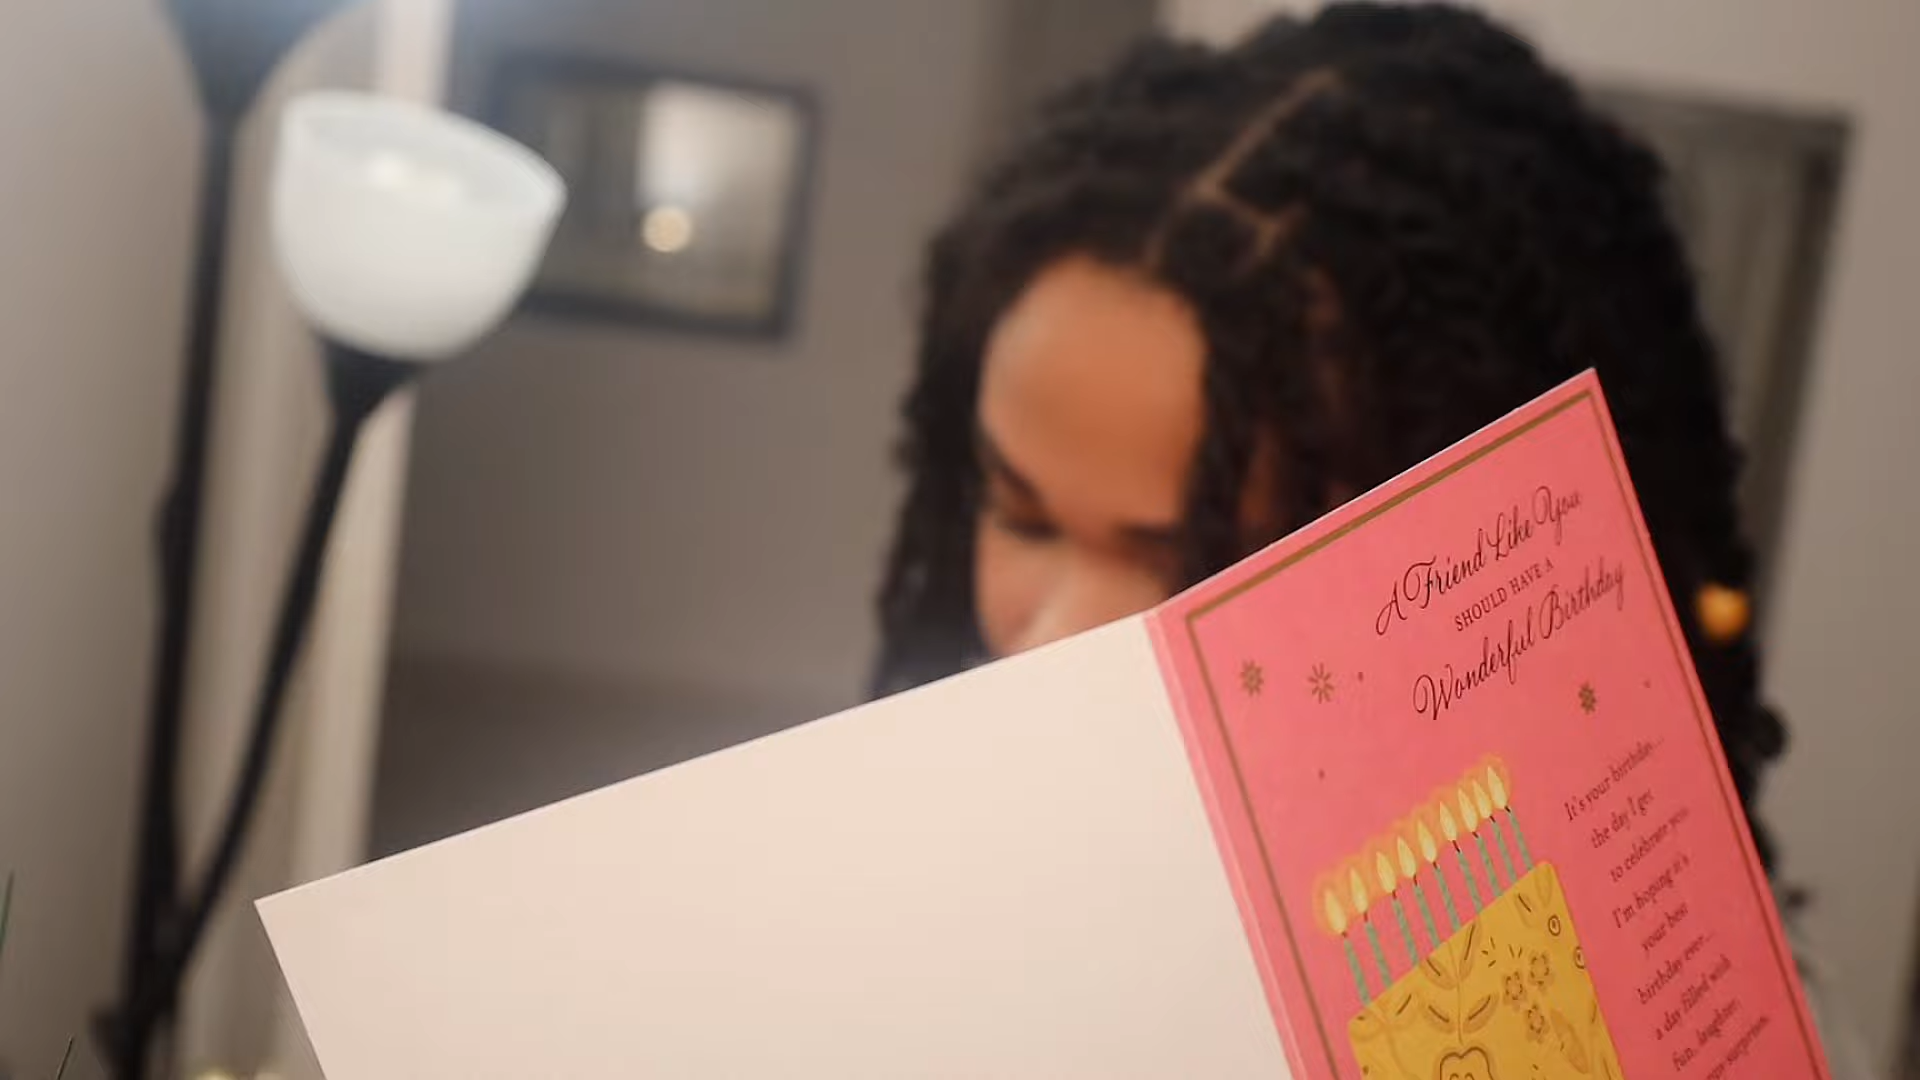 A Friend Like You
SHOULD HAVE A
Wonderful Birthday
It's your birthday...
the day I get
to celebrate you.
I'm hoping it's
your best
birthday ever...
a day filled with
fun, laughter,
surprise.